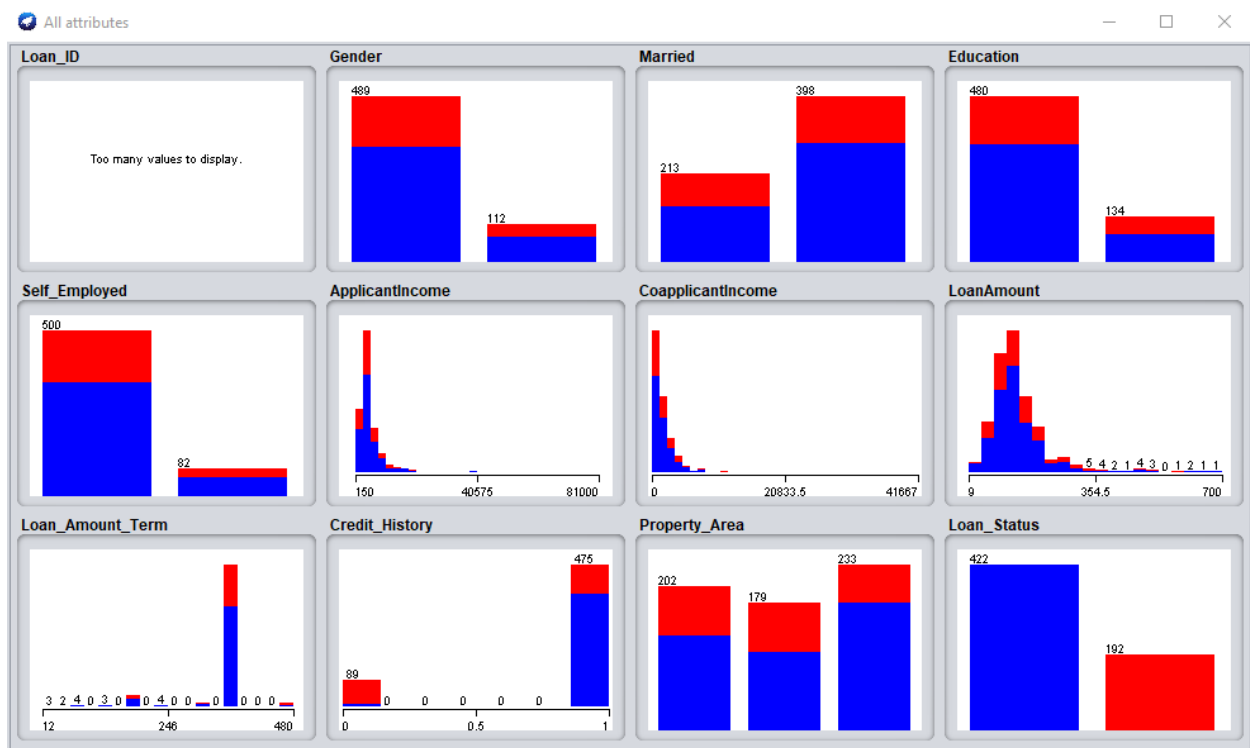 All attributes
Loan_ID
Too many values to display.
Gender
489
112
Married
213
398
Education
480
134
Self_Employed
500
82
ApplicantIncome
150 40575 81000
CoapplicantIncome
0 20833.5 41667
LoanAmount
5 4 2 1 4 3 0 1 2 1 1
9 354.5 700
Loan_Amount_Term
3 2 4 0 3 0 0 4 0 0 0 0 0 0
12 246 480
Credit_History
89
0 0 0 0 0
475
0 0.5 1
Property_Area
202
179
233
Loan_Status
422
192